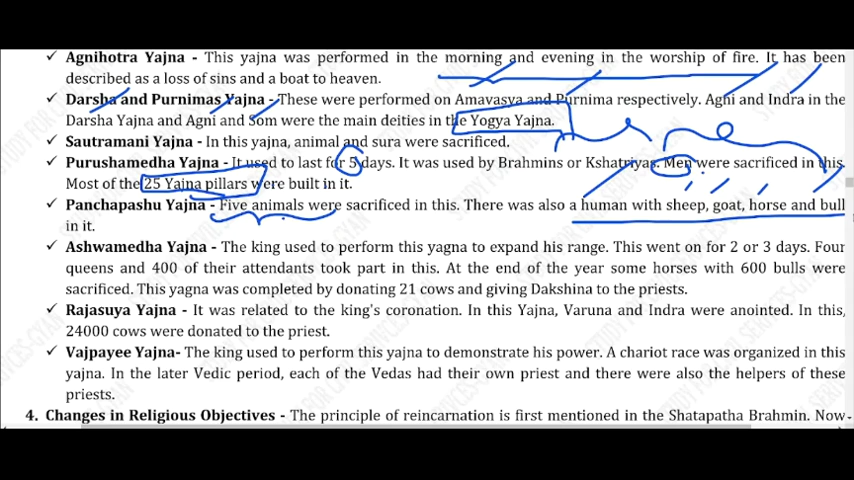 ✓ Agnihotra Yajna - This yajna was performed in the morning and evening in the worship of fire. It has been
described as a loss of sins and a boat to heaven.
✓ Darsha and Purnimas Yajna - These were performed on Amavasya and Purnima respectively. Agni and Indra in the
Darsha Yajna and Agni and Som were the main deities in the Yogya Yajna.
✓ Sautramani Yajna - In this yajna, animal and sura were sacrificed.
✓ Purushamedha Yajna - It used to last for 5 days. It was used by Brahmins or Kshatriyas. Men were sacrificed in this.
Most of the 25 Yajna pillars were built in it.
✓ Panchapashu Yajna - Five animals were sacrificed in this. There was also a human with sheep, goat, horse and bull
in it.
✓ Ashwamedha Yajna - The king used to perform this yagna to expand his range. This went on for 2 or 3 days. Four
queens and 400 of their attendants took part in this. At the end of the year some horses with 600 bulls were
sacrificed. This yagna was completed by donating 21 cows and giving Dakshina to the priests.
✓ Rajasuya Yajna - It was related to the king's coronation. In this Yajna, Varuna and Indra were anointed. In this,
24000 cows were donated to the priest.
✓ Vajpayee Yajna- The king used to perform this yajna to demonstrate his power. A chariot race was organized in this
yajna. In the later Vedic period, each of the Vedas had their own priest and there were also the helpers of these
priests.
4. Changes in Religious Objectives - The principle of reincarnation is first mentioned in the Shatapatha Brahmin. Now